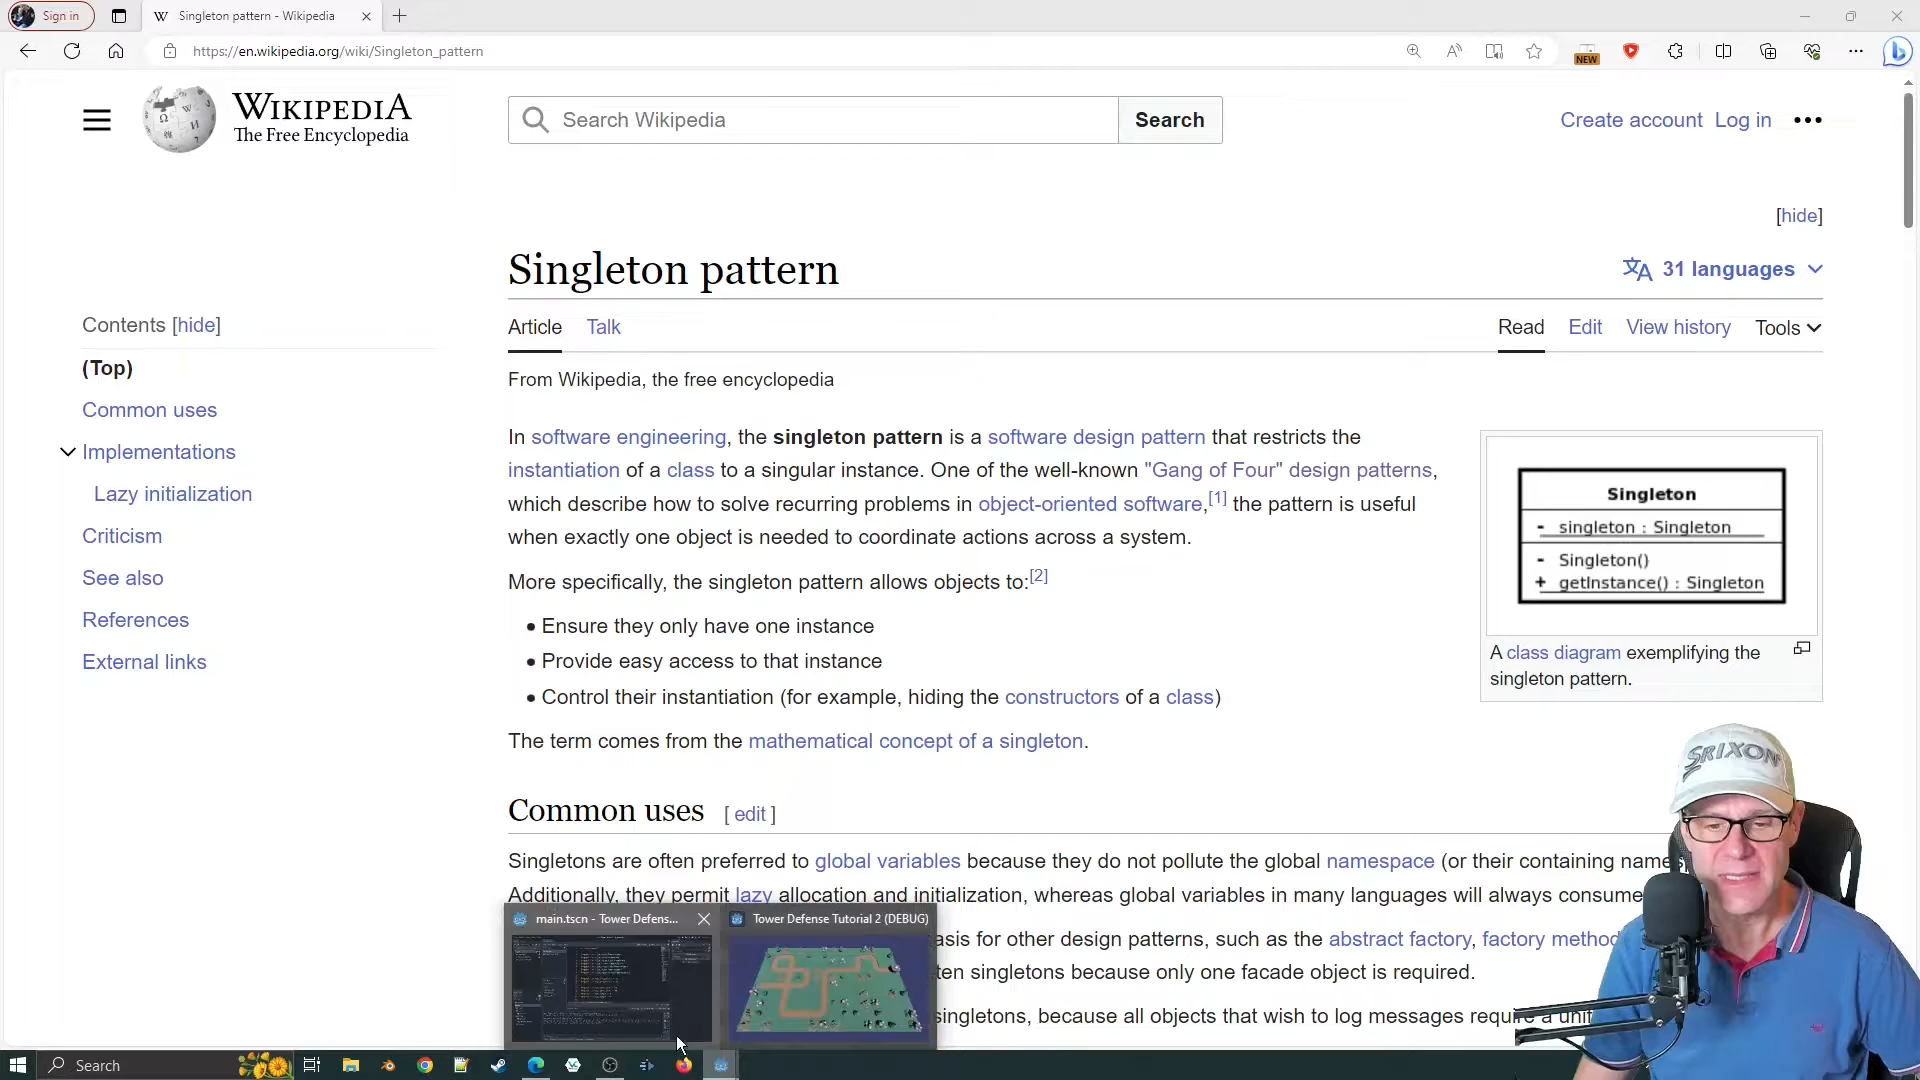 Sign in
Singleton pattern - Wikipedia
https://en.wikipedia.org/wiki/Singleton_pattern
NEW
WIKIPEDIA
The Free Encyclopedia
Search Wikipedia
Search
Create account Log in
[hide]
Singleton pattern
31 languages
Contents [hide]
(Top)
Common uses
Implementations
Lazy initialization
Criticism
See also
References
External links
Article Talk
Read Edit View history Tools
From Wikipedia, the free encyclopedia
In software engineering, the singleton pattern is a software design pattern that restricts the
instantiation of a class to a singular instance. One of the well-known "Gang of Four" design patterns,
which describe how to solve recurring problems in object-oriented software,[1] the pattern is useful
when exactly one object is needed to coordinate actions across a system.
More specifically, the singleton pattern allows objects to:[2]
• Ensure they only have one instance
• Provide easy access to that instance
• Control their instantiation (for example, hiding the constructors of a class)
The term comes from the mathematical concept of a singleton.
Singleton
- singleton : Singleton
- Singleton()
+ getInstance() : Singleton
A class diagram exemplifying the
singleton pattern.
Common uses [ edit ]
Singletons are often preferred to global variables because they do not pollute the global namespace (or their containing
Additionally, they permit lazy allocation and initialization, whereas global variables in many languages will always consume
for other design patterns, such as the abstract factory, factory method
singletons because only one facade object is required.
singletons, because all objects that wish to log messages require a
main.tscn - Tower Defens...
Tower Defense Tutorial 2 (DEBUG)
SRIXON
Search